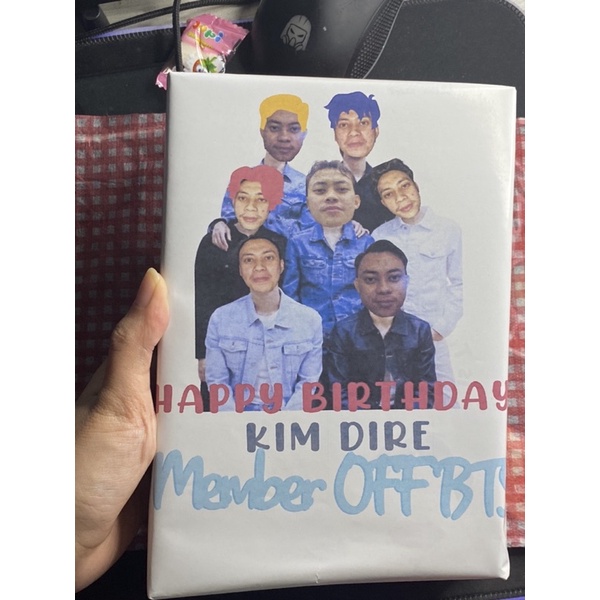 HAPPY BIRTHDAY
KIM DIRE
Member OFF BTS